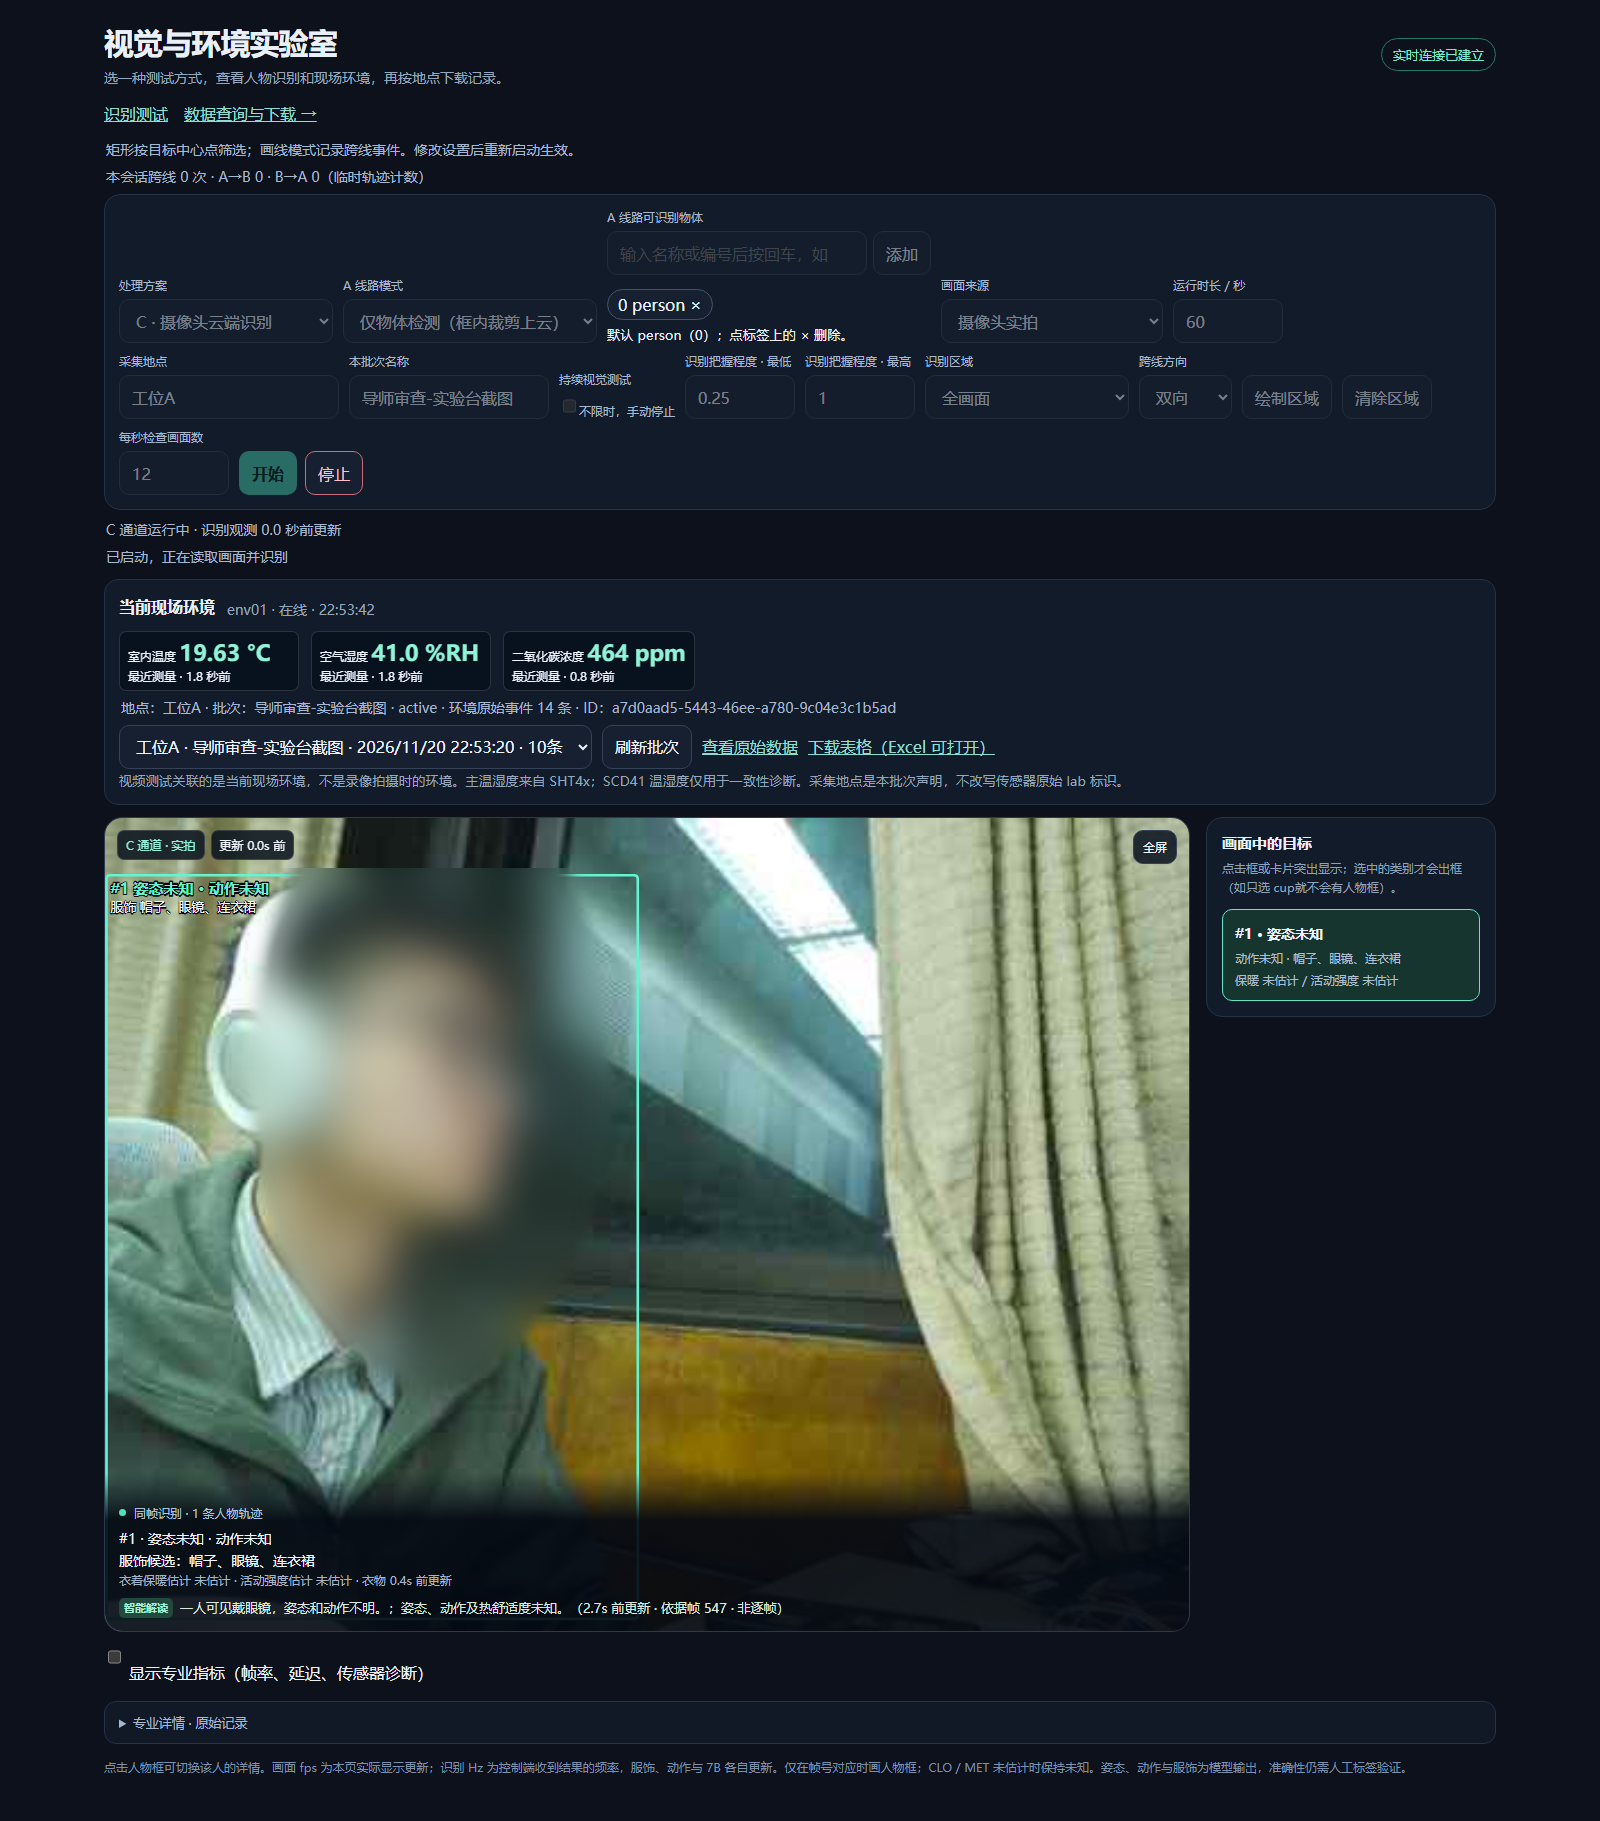 视觉与环境实验室
实时连接已建立
选一种测试方式，查看人物识别和现场环境，再按地点下载记录。
识别测试 数据查询与下载 →
矩形按目标中心点筛选；画线模式记录跨线事件。修改设置后重新启动生效。
本会话跨线 0 次 · A→B 0 · B→A 0（临时轨迹计数）
A 线路可识别物体
输入名称或编号后按回车，如 添加
处理方案 A 线路模式 画面来源 运行时长 / 秒
C · 摄像头云端识别 仅物体检测（框内裁剪上云） 0 person × 摄像头实拍 60
默认 person（0）；点标签上的 × 删除。
采集地点 本批次名称 持续视觉测试 识别把握程度 · 最低 识别把握程度 · 最高 识别区域 跨线方向
工位A 导师审查-实验台截图 不限时，手动停止 0.25 1 全画面 双向 绘制区域 清除区域
每秒检查画面数
12 开始 停止
C 通道运行中 · 识别观测 0.0 秒前更新
已启动，正在读取画面并识别
当前现场环境 env01 · 在线 · 22:53:42
室内温度 19.63 °C 空气湿度 41.0 %RH 二氧化碳浓度 464 ppm
最近测量 · 1.8 秒前 最近测量 · 1.8 秒前 最近测量 · 0.8 秒前
地点：工位A · 批次：导师审查-实验台截图 · active · 环境原始事件 14 条 · ID：a7d0aad5-5443-46ee-a780-9c04e3c1b5ad
工位A · 导师审查-实验台截图 · 2026/11/20 22:53:20 · 10条 刷新批次 查看原始数据 下载表格（Excel 可打开）
视频测试关联的是当前现场环境，不是录像拍摄时的环境。主温湿度来自 SHT4x；SCD41 温湿度仅用于一致性诊断。采集地点是本批次声明，不改写传感器原始 lab 标识。
C 通道 · 实拍 更新 0.0s 前 全屏
#1 姿态未知 · 动作未知
服饰 帽子、眼镜、连衣裙
画面中的目标
点击框或卡片突出显示；选中的类别才会出框
（如只选 cup就不会有人物框）。
#1 • 姿态未知
动作未知 · 帽子、眼镜、连衣裙
保暖 未估计 / 活动强度 未估计
同帧识别 · 1 条人物轨迹
#1 · 姿态未知 · 动作未知
服饰候选：帽子、眼镜、连衣裙
衣着保暖估计 未估计 · 活动强度估计 未估计 · 衣物 0.4s 前更新
智能解读 一人可见戴眼镜，姿态和动作不明。；姿态、动作及热舒适度未知。（2.7s 前更新 · 依据帧 547 · 非逐帧）
显示专业指标（帧率、延迟、传感器诊断）
▶ 专业详情 · 原始记录
点击人物框可切换该人的详情。画面 fps 为本页实际显示更新；识别 Hz 为控制端收到结果的频率，服饰、动作与 7B 各自更新。仅在帧号对应时画人物框；CLO / MET 未估计时保持未知。姿态、动作与服饰为模型输出，准确性仍需人工标签验证。